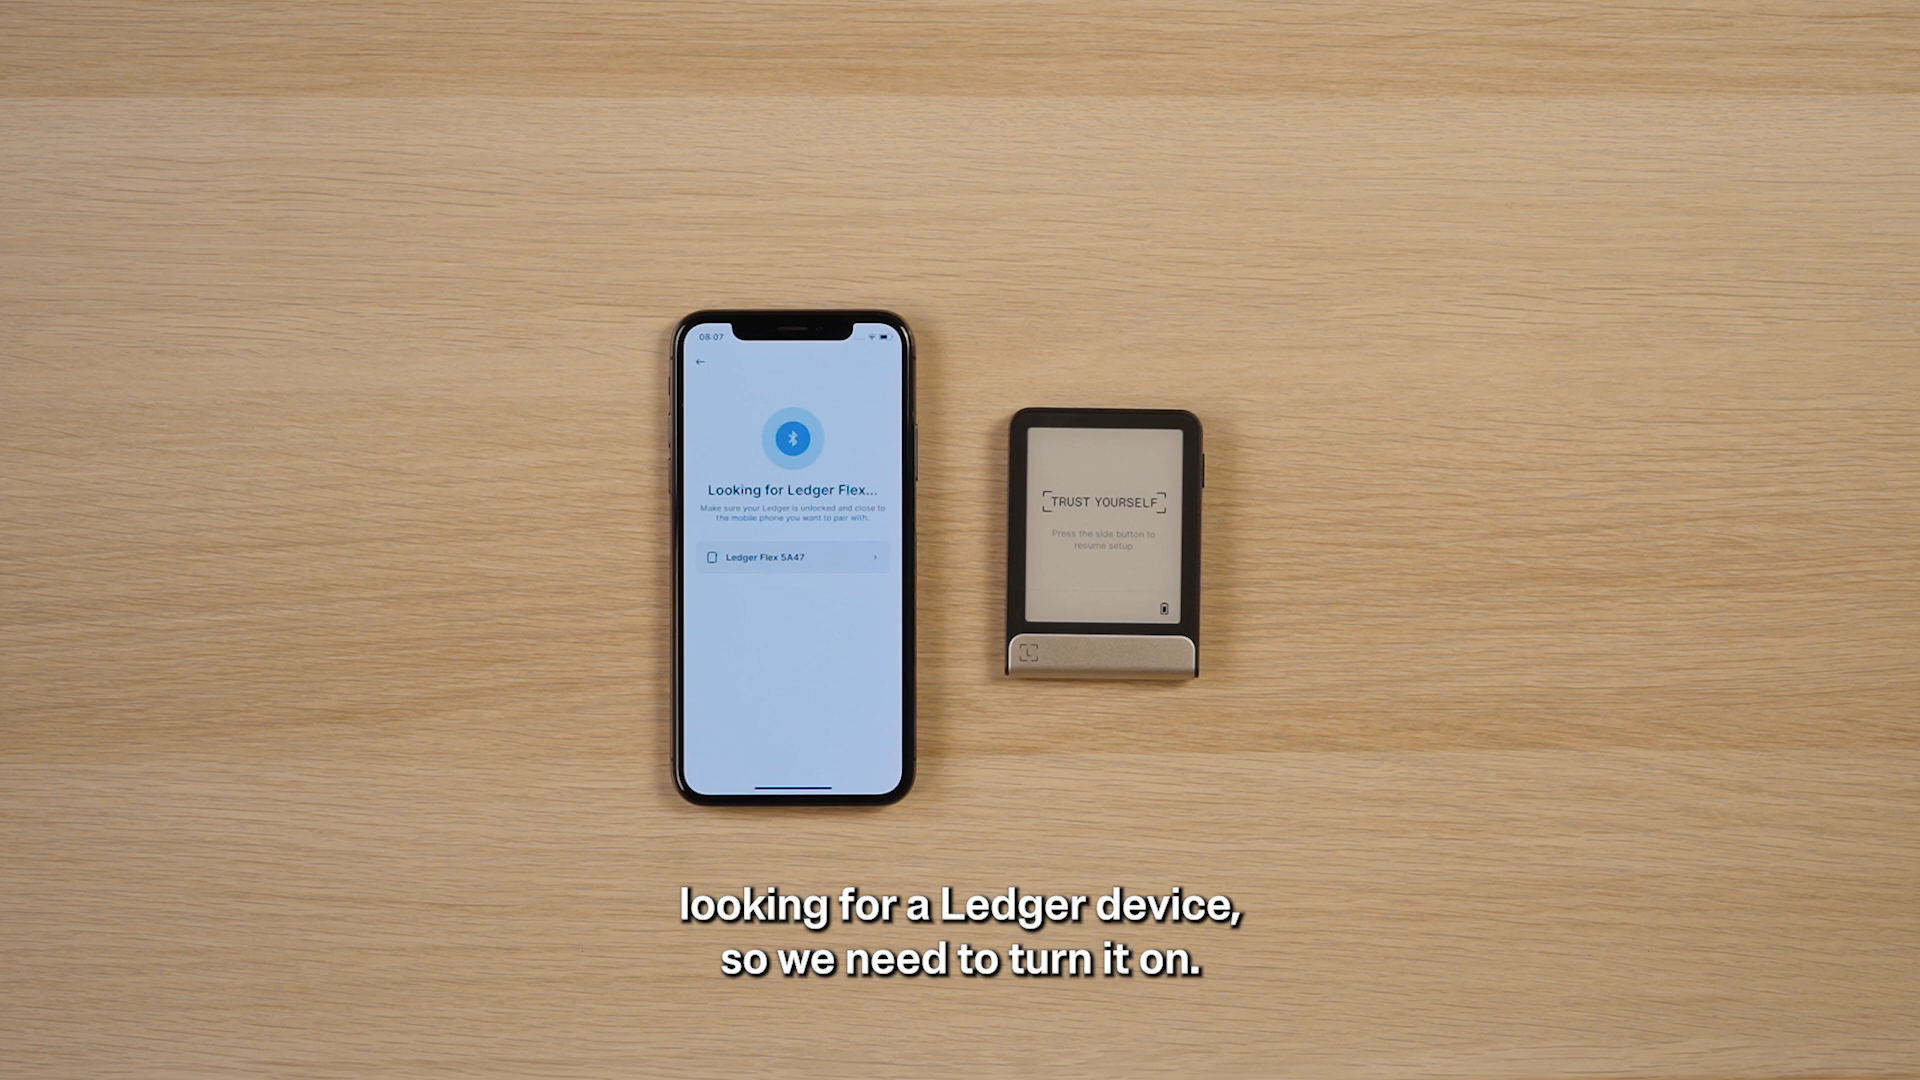 08:07
Looking for Ledger Flex...
Make sure your Ledger is unlocked and close to
the mobile phone you want to pair with.
Ledger Flex 5A47
TRUST YOURSELF
Press the side button to
resume setup
looking for a Ledger device,
so we need to turn it on.